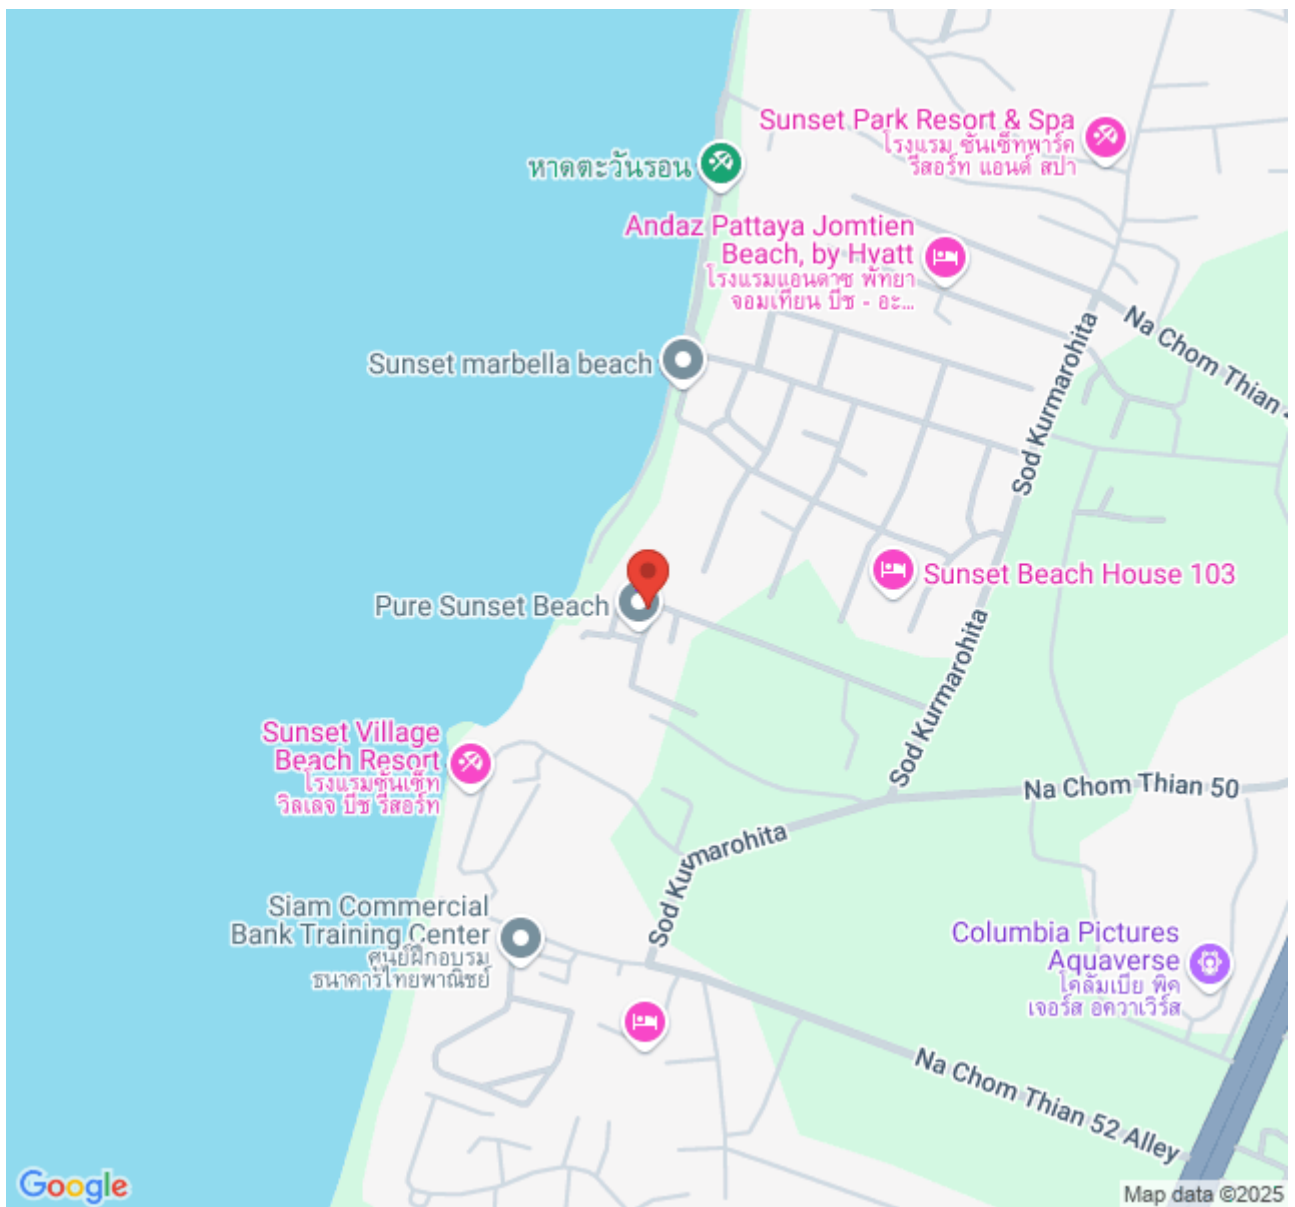 Sunset Park Resort & Spa
โรงแรม ซันเซ็ทพาร์ค
รีสอร์ท แอนด์ สปา
หาดตะวันรอน
Andaz Pattaya Jomtien
Beach, by Hyatt
โรงแรมแอนดาซ พัทยา
จอมเทียน บีช - อะ...
Na Chom Thian 4
Sunset marbella beach
Sod Kurmarohita
Sunset Beach House 103
Pure Sunset Beach
Sod Kurmarohita
Sunset Village
Beach Resort
โรงแรมซันเซ็ท
วิลเลจ บีช รีสอร์ท
Na Chom Thian 50
Sod Kurmarohita
Siam Commercial
Bank Training Center
ศูนย์ฝึกอบรม
ธนาคารไทยพาณิชย์
Columbia Pictures
Aquaverse
โคลัมเบีย พิค
เจอร์ส อควาเวิร์ส
Na Chom Thian 52 Alley
Google
Map data ©2025